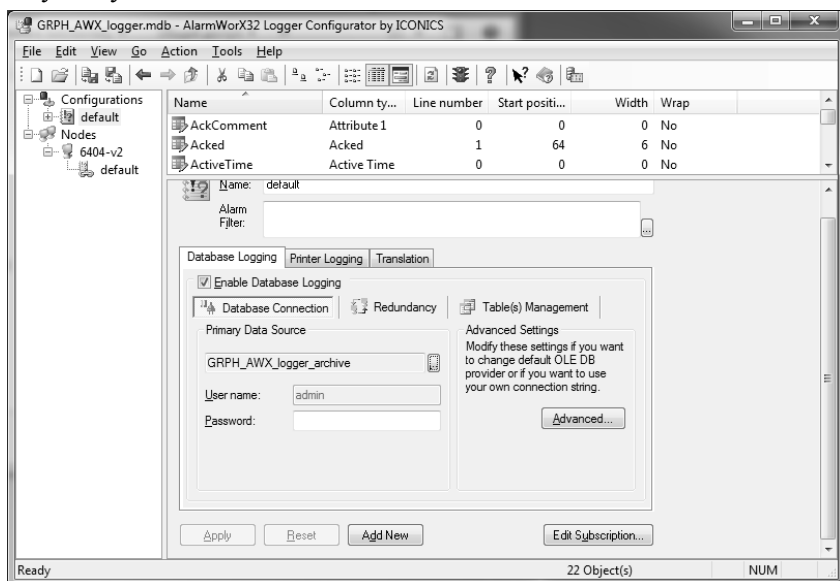 GRPH_AWX_logger.mdb - AlarmWorX32 Logger Configurator by ICONICS
File Edit View Go Action Tools Help
Configurations
default
Nodes
6404-v2
default
Name Column ty... Line number Start positi... Width Wrap
AckComment Attribute 1 0 0 0 No
Acked Acked 1 64 6 No
ActiveTime Active Time 0 0 0 No
Name: default
Alarm
Filter:
...
Database Logging Printer Logging Translation
Enable Database Logging
Database Connection Redundancy Table(s) Management
Primary Data Source
GRPH_AWX_logger_archive
User name: admin
Password:
Advanced Settings
Modify these settings if you want
to change default OLE DB
provider or if you want to use
your own connection string.
Advanced...
Apply Reset Add New Edit Subscription...
Ready 22 Object(s) NUM